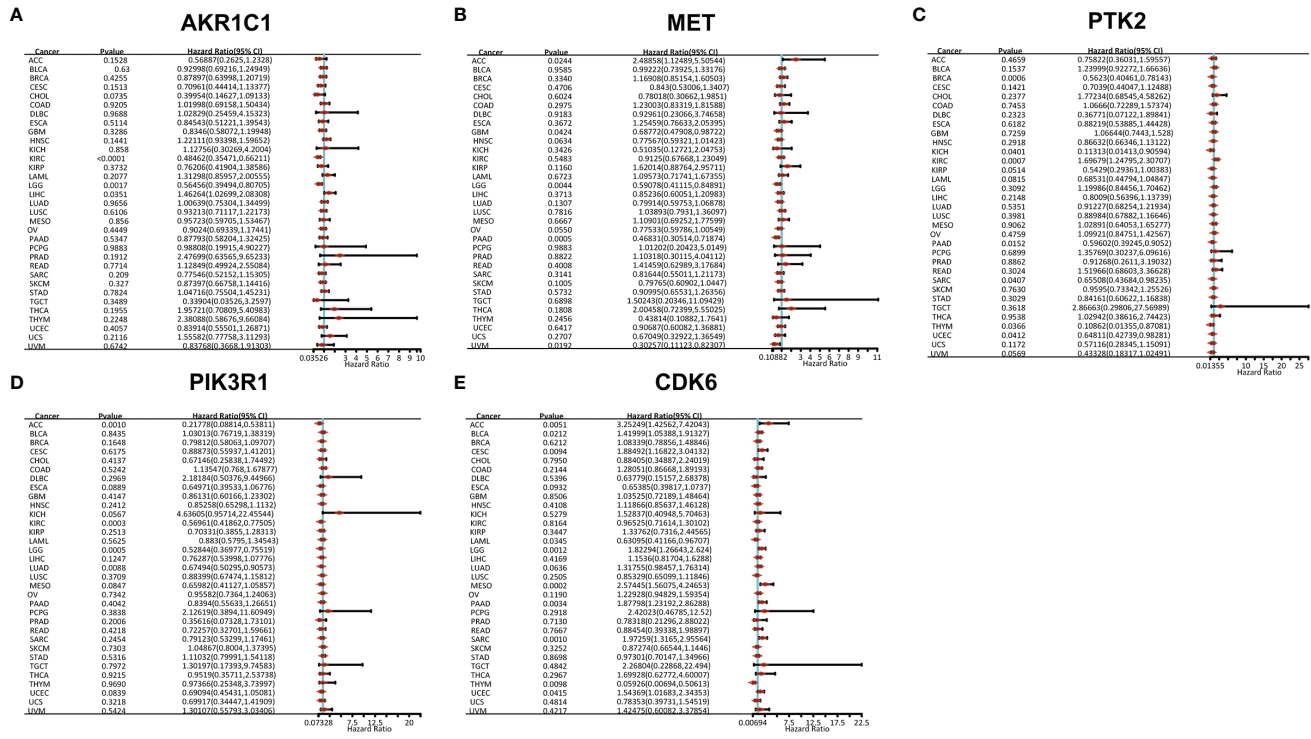 A
AKR1C1
Cancer Pvalue Hazard Ratio(95% CI)
ACC 0.1528 0.56887(0.2625,1.2328)
BLCA 0.63 0.92998(0.69216,1.24949)
BRCA 0.4255 0.87897(0.63998,1.20719)
CESC 0.1513 0.70961(0.44414,1.13377)
CHOL 0.0735 0.39954(0.14627,1.09133)
COAD 0.9205 1.01998(0.69158,1.50434)
DLBC 0.9688 1.02829(0.25459,4.15327)
ESCA 0.5114 0.84543(0.51221,1.39543)
GBM 0.3286 0.8346(0.58072,1.19948)
HNSC 0.1441 1.22111(0.93398,1.59652)
KICH 0.858 1.12756(0.30269,4.2004)
KIRC <0.0001 0.48462(0.35471,0.66211)
KIRP 0.3732 0.76206(0.41904,1.38586)
LAML 0.2077 1.31298(0.85957,2.00555)
LGG 0.0017 0.56456(0.39494,0.80705)
LIHC 0.0351 1.46264(1.02699,2.08308)
LUAD 0.9656 1.00639(0.75304,1.34499)
LUSC 0.6106 0.93213(0.71117,1.22173)
MESO 0.856 0.95723(0.59705,1.53467)
OV 0.4449 0.9024(0.69339,1.17441)
PAAD 0.5347 0.87793(0.58204,1.32425)
PCPG 0.9883 0.98808(0.19915,4.90227)
PRAD 0.1912 2.47699(0.63565,9.65233)
READ 0.7714 1.12849(0.49924,2.55084)
SARC 0.209 0.77546(0.52152,1.15305)
SKCM 0.327 0.87397(0.66758,1.14416)
STAD 0.7824 1.04716(0.75504,1.45231)
TGCT 0.3489 0.33904(0.03526,3.2597)
THCA 0.1955 1.95721(0.70809,5.40983)
THYM 0.2248 2.38088(0.58676,9.66084)
UCEC 0.4057 0.83914(0.55501,1.26871)
UCS 0.2116 1.55582(0.77758,3.11293)
UVM 0.6742 0.83768(0.3668,1.91303)
0.03526 3 4 5 6 7 8 9 10
Hazard Ratio
B
MET
Cancer Pvalue Hazard Ratio(95% CI)
ACC 0.0244 2.48858(1.12489,5.50544)
BLCA 0.9585 0.99222(0.73925,1.33176)
BRCA 0.3340 1.16908(0.85154,1.60503)
CESC 0.4706 0.843(0.53006,1.3407)
CHOL 0.6024 0.78018(0.30662,1.9851)
COAD 0.2975 1.23003(0.83319,1.81588)
DLBC 0.9183 0.92961(0.23066,3.74658)
ESCA 0.3672 1.25459(0.76633,2.05395)
GBM 0.0424 0.68772(0.47908,0.98722)
HNSC 0.0634 0.77567(0.59323,1.01421)
KICH 0.3426 0.51035(0.12721,2.04753)
KIRC 0.5483 0.9125(0.67668,1.23049)
KIRP 0.1160 1.62014(0.88764,2.95711)
LAML 0.6723 1.09573(0.71741,1.67355)
LGG 0.0044 0.59078(0.41115,0.84891)
LIHC 0.3713 0.85236(0.60051,1.20983)
LUAD 0.1307 0.79914(0.59753,1.06878)
LUSC 0.7816 1.03893(0.7931,1.36097)
MESO 0.6667 1.10901(0.69252,1.77599)
OV 0.0550 0.77533(0.59786,1.00549)
PAAD 0.0005 0.46831(0.30514,0.71874)
PCPG 0.9883 1.01202(0.20423,5.0149)
PRAD 0.8822 1.10318(0.30115,4.04112)
READ 0.4008 1.41459(0.62989,3.17684)
SARC 0.3141 0.81644(0.55011,1.21173)
SKCM 0.1005 0.79765(0.60902,1.0447)
STAD 0.5732 0.90995(0.65531,1.26356)
TGCT 0.6898 1.50243(0.20346,11.09429)
THCA 0.1808 2.00458(0.72399,5.55025)
THYM 0.2456 0.43814(0.10882,1.7641)
UCEC 0.6417 0.90687(0.60082,1.36881)
UCS 0.2707 0.67049(0.32922,1.36549)
UVM 0.0192 0.30257(0.11123,0.82307)
0.10882 3 4 5 6 7 8 9 11
Hazard Ratio
C
PTK2
Cancer Pvalue Hazard Ratio(95% CI)
ACC 0.4659 0.75822(0.36031,1.59557)
BLCA 0.1537 1.23999(0.92272,1.66636)
BRCA 0.0006 0.5623(0.40461,0.78143)
CESC 0.1421 0.7039(0.44047,1.12488)
CHOL 0.2377 1.77234(0.68545,4.58262)
COAD 0.7453 1.0666(0.72289,1.57374)
DLBC 0.2323 0.36771(0.07122,1.89841)
ESCA 0.6182 0.88219(0.53885,1.44428)
GBM 0.7259 1.06644(0.7443,1.528)
HNSC 0.2918 0.86632(0.66346,1.13122)
KICH 0.0401 0.11313(0.01413,0.90594)
KIRC 0.0007 1.69679(1.24795,2.30707)
KIRP 0.0514 0.5429(0.29361,1.00383)
LAML 0.0815 0.68531(0.44794,1.04847)
LGG 0.3092 1.19986(0.84456,1.70462)
LIHC 0.2148 0.8009(0.56396,1.13739)
LUAD 0.5351 0.91227(0.68254,1.21934)
LUSC 0.3981 0.88984(0.67882,1.16646)
MESO 0.9062 1.02891(0.64053,1.65277)
OV 0.4759 1.09921(0.84751,1.42567)
PAAD 0.0152 0.59602(0.39245,0.9052)
PCPG 0.6899 1.35769(0.30237,6.09616)
PRAD 0.8862 0.91268(0.2611,3.19032)
READ 0.3024 1.51966(0.68603,3.36628)
SARC 0.0407 0.65508(0.43684,0.98235)
SKCM 0.7630 0.9595(0.73342,1.25526)
STAD 0.3029 0.84161(0.60622,1.16838)
TGCT 0.3618 2.86663(0.29806,27.56989)
THCA 0.9538 1.02942(0.38616,2.74423)
THYM 0.0366 0.10862(0.01355,0.87081)
UCEC 0.0412 0.64811(0.42739,0.98281)
UCS 0.1172 0.57116(0.28345,1.15091)
UVM 0.0569 0.43328(0.18317,1.02491)
0.01355 10 15 20 25
Hazard Ratio
D
PIK3R1
Cancer Pvalue Hazard Ratio(95% CI)
ACC 0.0010 0.21778(0.08814,0.53811)
BLCA 0.8435 1.03013(0.76719,1.38319)
BRCA 0.1648 0.79812(0.58063,1.09707)
CESC 0.6175 0.88873(0.55937,1.41201)
CHOL 0.4137 0.67146(0.25838,1.74492)
COAD 0.5242 1.13547(0.768,1.67877)
DLBC 0.2969 2.18184(0.50376,9.44966)
ESCA 0.0889 0.64971(0.39533,1.06776)
GBM 0.4147 0.86131(0.60166,1.23302)
HNSC 0.2412 0.85258(0.65298,1.1132)
KICH 0.0567 4.63605(0.95714,22.45544)
KIRC 0.0003 0.56961(0.41862,0.77505)
KIRP 0.2513 0.70331(0.3855,1.28313)
LAML 0.5625 0.883(0.5795,1.34543)
LGG 0.0005 0.52844(0.36977,0.75519)
LIHC 0.1247 0.76287(0.53998,1.07776)
LUAD 0.0088 0.67494(0.50295,0.90573)
LUSC 0.3709 0.88399(0.67474,1.15812)
MESO 0.0847 0.65982(0.41127,1.05857)
OV 0.7342 0.95582(0.7364,1.24063)
PAAD 0.4042 0.8394(0.55633,1.26651)
PCPG 0.3838 2.12619(0.3894,11.60949)
PRAD 0.2006 0.35616(0.07328,1.73101)
READ 0.4218 0.72257(0.32701,1.59661)
SARC 0.2454 0.79123(0.53299,1.17461)
SKCM 0.7303 1.04867(0.8004,1.37395)
STAD 0.5316 1.11032(0.79991,1.54118)
TGCT 0.7972 1.30197(0.17393,9.74583)
THCA 0.9215 0.9519(0.35711,2.53738)
THYM 0.9690 0.97366(0.25348,3.73997)
UCEC 0.0839 0.69094(0.45431,1.05081)
UCS 0.3218 0.69917(0.34447,1.41909)
UVM 0.5424 1.30107(0.55793,3.03406)
0.07328 7.5 12.5 20
Hazard Ratio
E
CDK6
Cancer Pvalue Hazard Ratio(95% CI)
ACC 0.0051 3.25249(1.42562,7.42043)
BLCA 0.0212 1.41999(1.05388,1.91327)
BRCA 0.6212 1.08339(0.78856,1.48846)
CESC 0.0094 1.88492(1.16822,3.04132)
CHOL 0.7950 0.88405(0.34887,2.24019)
COAD 0.2144 1.28051(0.86668,1.89193)
DLBC 0.5396 0.63779(0.15157,2.68378)
ESCA 0.0932 0.65385(0.39817,1.0737)
GBM 0.8506 1.03525(0.72189,1.48464)
HNSC 0.4108 1.11866(0.85637,1.46128)
KICH 0.5279 1.52837(0.40948,5.70463)
KIRC 0.8164 0.96525(0.71614,1.30102)
KIRP 0.3447 1.33762(0.7316,2.44565)
LAML 0.0345 0.63095(0.41166,0.96707)
LGG 0.0012 1.82294(1.26643,2.624)
LIHC 0.4169 1.1536(0.81704,1.6288)
LUAD 0.0636 1.31755(0.98457,1.76314)
LUSC 0.2505 0.85329(0.65099,1.11846)
MESO 0.0002 2.57445(1.56075,4.24653)
OV 0.1190 1.22928(0.94829,1.59354)
PAAD 0.0034 1.87798(1.23192,2.86288)
PCPG 0.2918 2.42023(0.46785,12.52)
PRAD 0.7130 0.78318(0.21296,2.88022)
READ 0.7667 0.88454(0.39338,1.98897)
SARC 0.0010 1.97259(1.3165,2.95564)
SKCM 0.3252 0.87274(0.66544,1.1446)
STAD 0.8698 0.97301(0.70147,1.34966)
TGCT 0.4842 2.26804(0.22868,22.494)
THCA 0.2967 1.69928(0.62772,4.60007)
THYM 0.0098 0.05926(0.00694,0.50613)
UCEC 0.0415 1.54369(1.01683,2.34353)
UCS 0.4814 0.78353(0.39731,1.54519)
UVM 0.4217 1.42475(0.60082,3.37854)
0.00694 7.5 12.5 17.5 22.5
Hazard Ratio